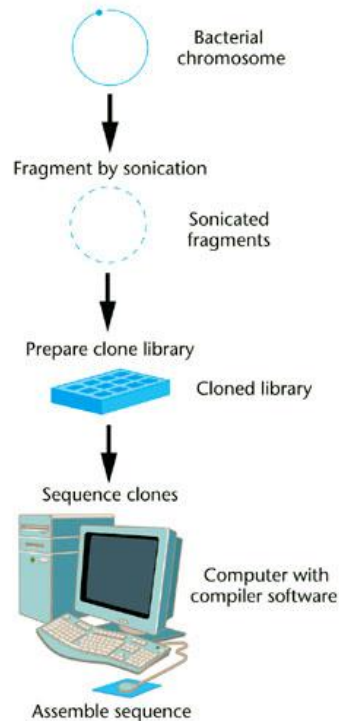 Bacterial
chromosome
Fragment by sonication
Sonicated
fragments
Prepare clone library
Cloned library
Sequence clones
Computer with
compiler software
Assemble sequence